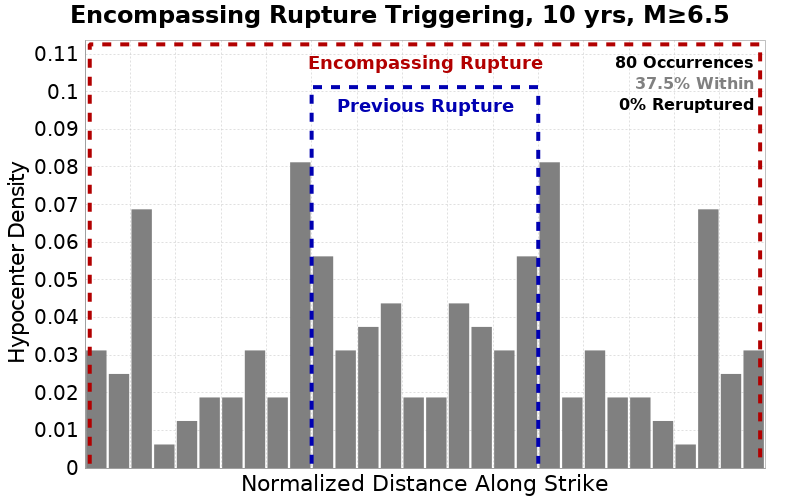 Encompassing Rupture Triggering, 10 yrs, M≥6.5
Encompassing Rupture
Previous Rupture
80 Occurrences
37.5% Within
0% Reruptured
Hypocenter Density
0.11
0.1
0.09
0.08
0.07
0.06
0.05
0.04
0.03
0.02
0.01
0
Normalized Distance Along Strike